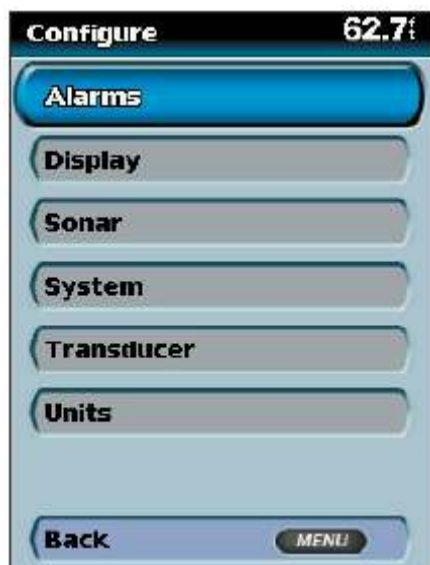 Configure 62.7ft
Alarms
Display
Sonar
System
Transducer
Units
Back MENU